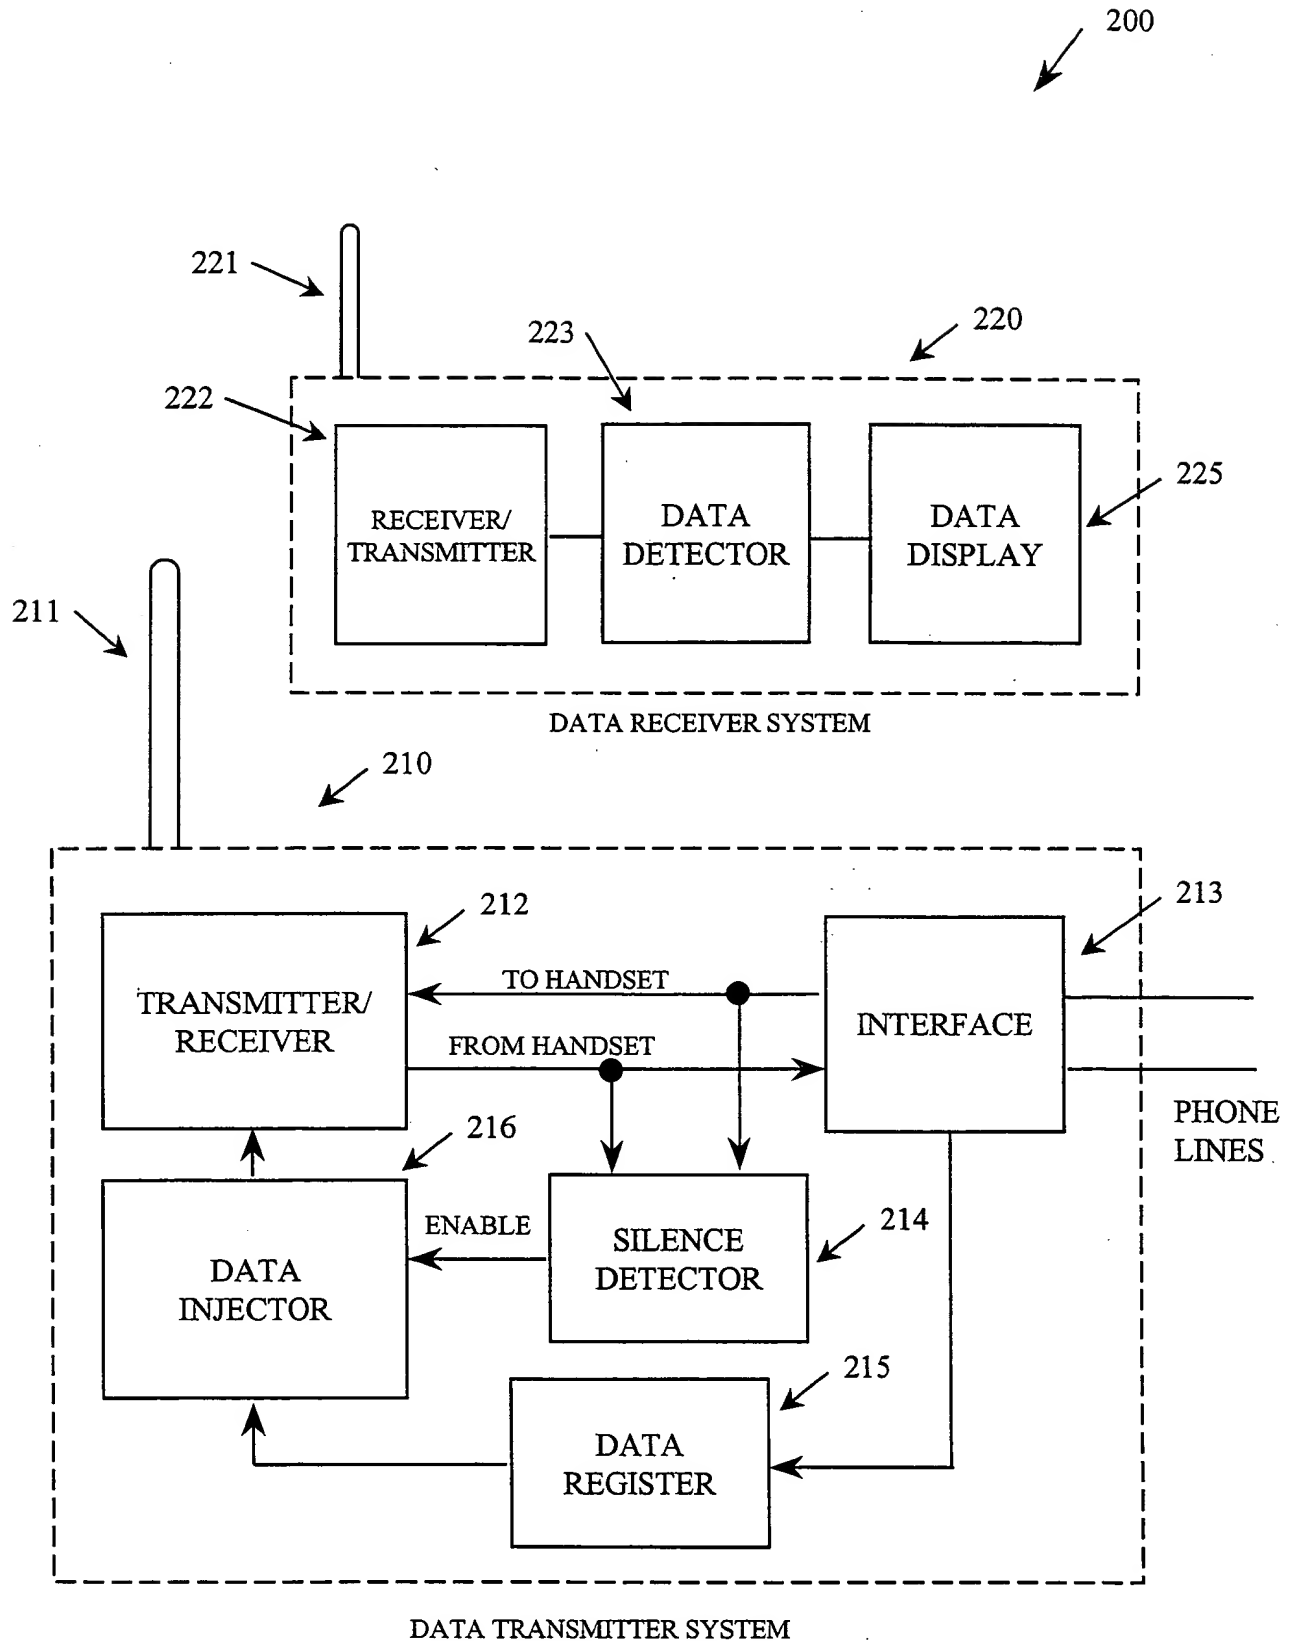 200
221
223
220
222
225
RECEIVER/
TRANSMITTER
DATA
DETECTOR
DATA
DISPLAY
211
DATA RECEIVER SYSTEM
210
212
213
TO HANDSET
TRANSMITTER/
RECEIVER
INTERFACE
FROM HANDSET
PHONE
LINES
216
214
ENABLE
SILENCE
DETECTOR
DATA
INJECTOR
215
DATA
REGISTER
DATA TRANSMITTER SYSTEM